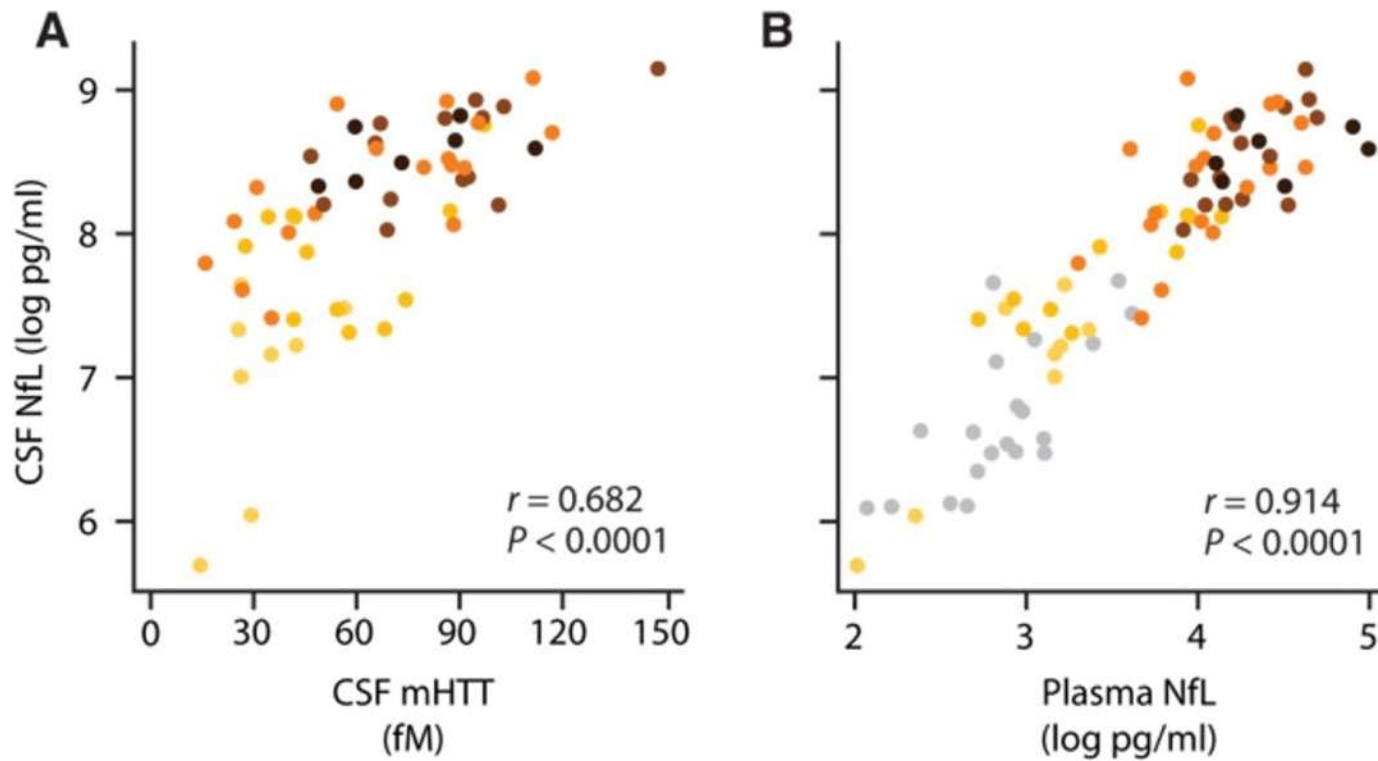 A
CSF NfL (log pg/ml)
9
8
7
6
r = 0.682
P < 0.0001
0 30 60 90 120 150
CSF mHTT
(fM)
B
r = 0.914
P < 0.0001
2 3 4 5
Plasma NfL
(log pg/ml)